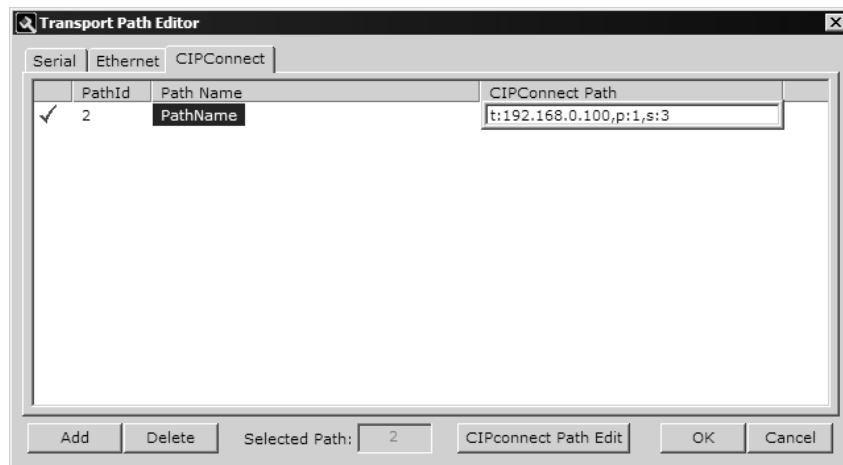 Transport Path Editor
Serial Ethernet CIPConnect
PathId Path Name CIPConnect Path
2 PathName t:192.168.0.100,p:1,s:3
Add Delete Selected Path: 2 CIPconnect Path Edit OK Cancel